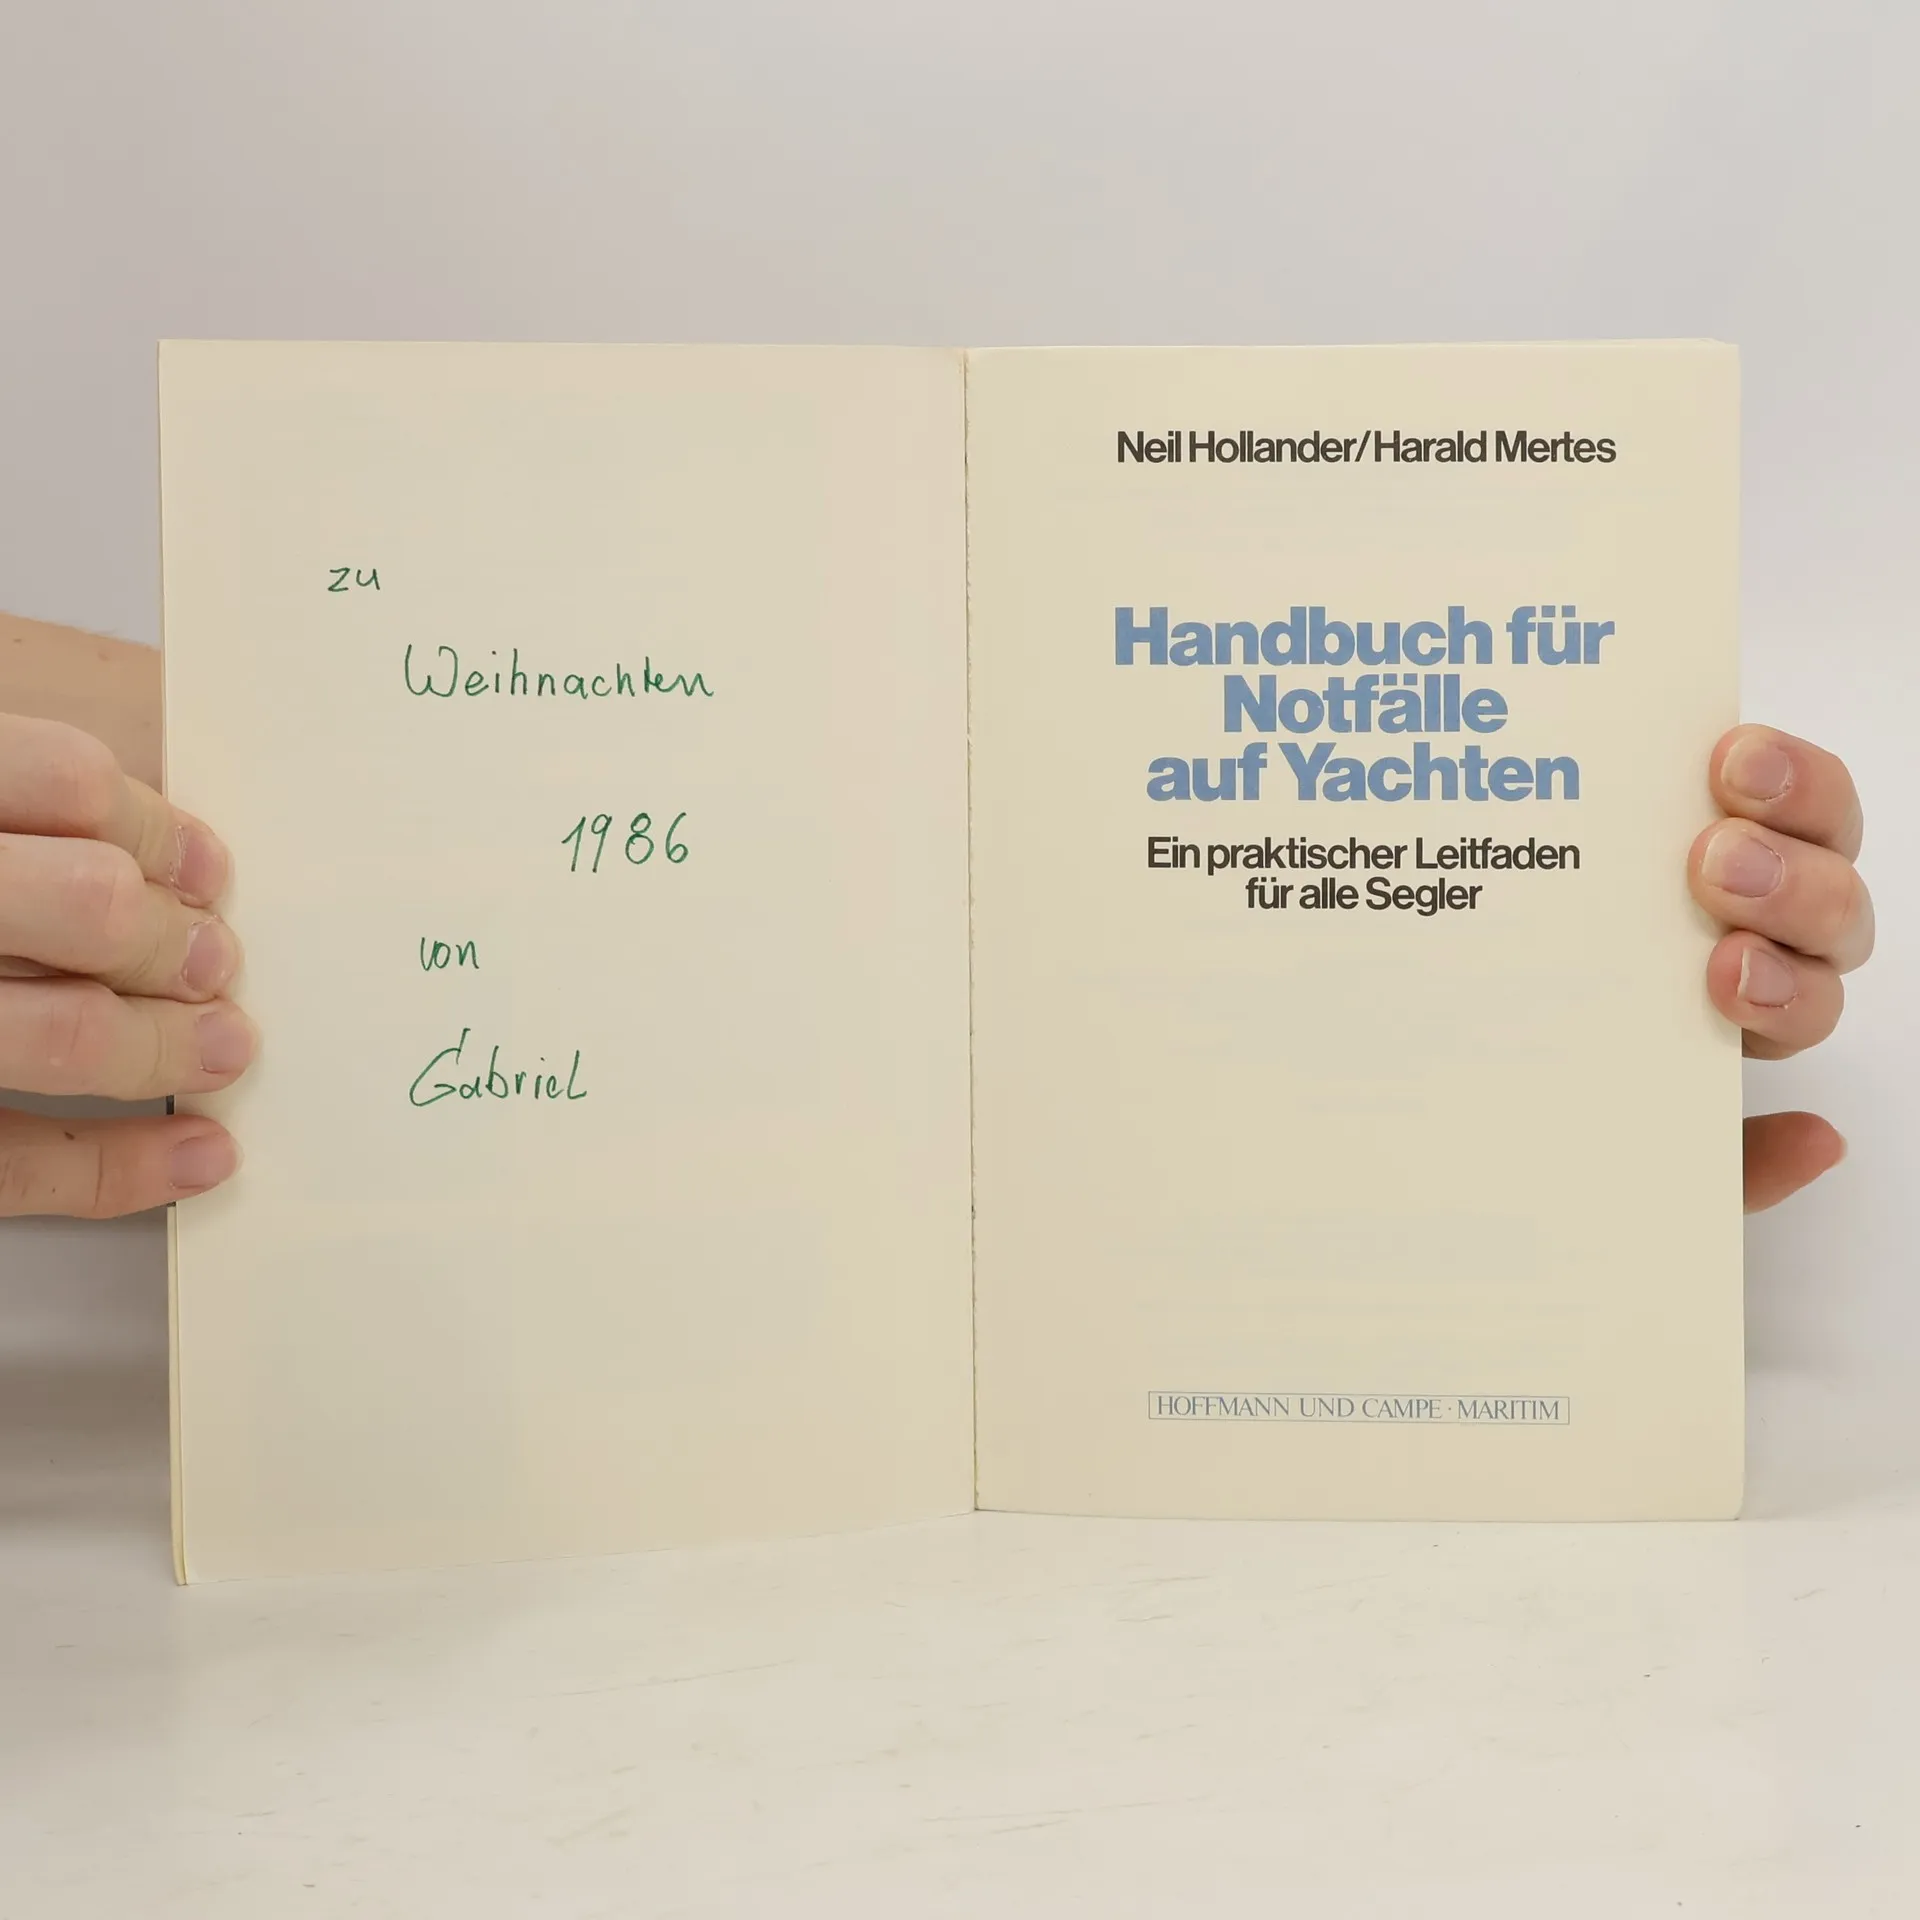 zu
Weihnachten
1986
von
Gabriel
Neil Hollander/Harald Mertes
Handbuch für
Notfälle
auf Yachten
Ein praktischer Leitfaden
für alle Segler
HOFFMANN UND CAMPE · MARITIM